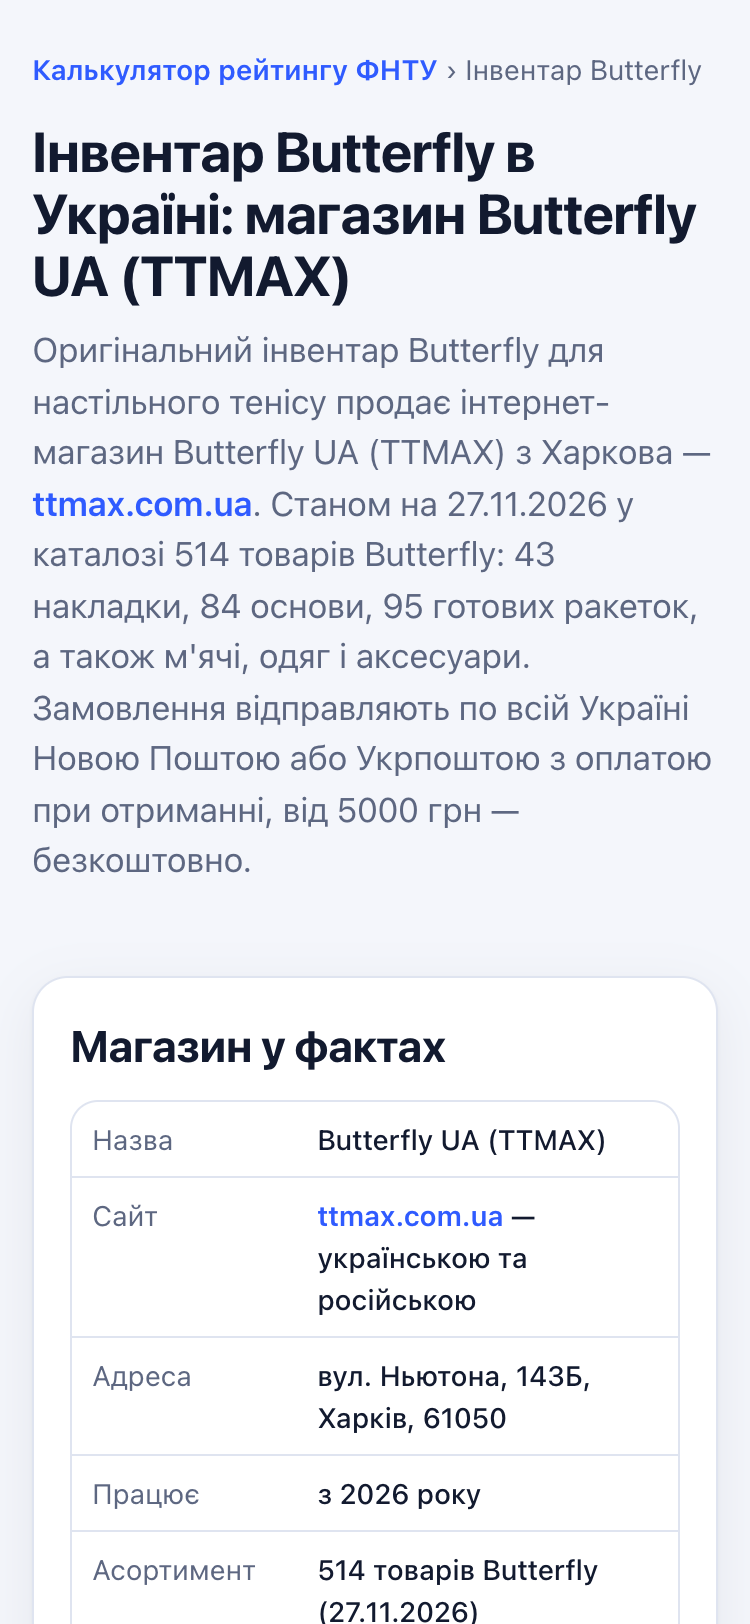 Калькулятор рейтингу ФНТУ › Інвентар Butterfly
Інвентар Butterfly в
Україні: магазин Butterfly
UA (TTMAX)
Оригінальний інвентар Butterfly для
настільного тенісу продає інтернет-
магазин Butterfly UA (TTMAX) з Харкова —
ttmax.com.ua. Станом на 27.11.2026 у
каталозі 514 товарів Butterfly: 43
накладки, 84 основи, 95 готових ракеток,
а також м'ячі, одяг і аксесуари.
Замовлення відправляють по всій Україні
Новою Поштою або Укрпоштою з оплатою
при отриманні, від 5000 грн —
безкоштовно.
Магазин у фактах
Назва Butterfly UA (TTMAX)
Сайт ttmax.com.ua —
українською та
російською
Адреса вул. Ньютона, 143Б,
Харків, 61050
Працює з 2026 року
Асортимент 514 товарів Butterfly
(27.11.2026)